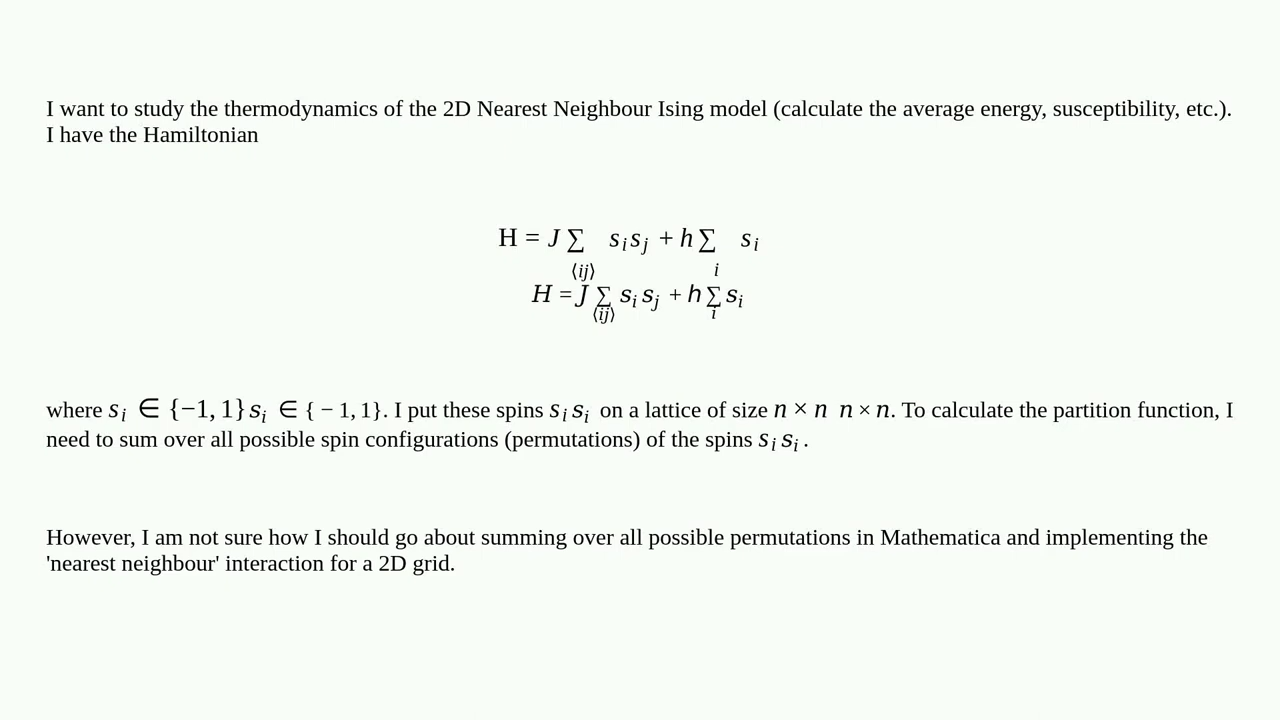 I want to study the thermodynamics of the 2D Nearest Neighbour Ising model (calculate the average energy, susceptibility, etc.).
I have the Hamiltonian
H = J ∑ s_i s_j + h ∑ s_i
⟨ij⟩ i
H = J ∑ s_i s_j + h ∑ s_i
⟨ij⟩ i
where s_i ∈ {−1, 1} s_i ∈ { − 1, 1}. I put these spins s_i s_i on a lattice of size n × n n × n. To calculate the partition function, I
need to sum over all possible spin configurations (permutations) of the spins s_i s_i .
However, I am not sure how I should go about summing over all possible permutations in Mathematica and implementing the
'nearest neighbour' interaction for a 2D grid.